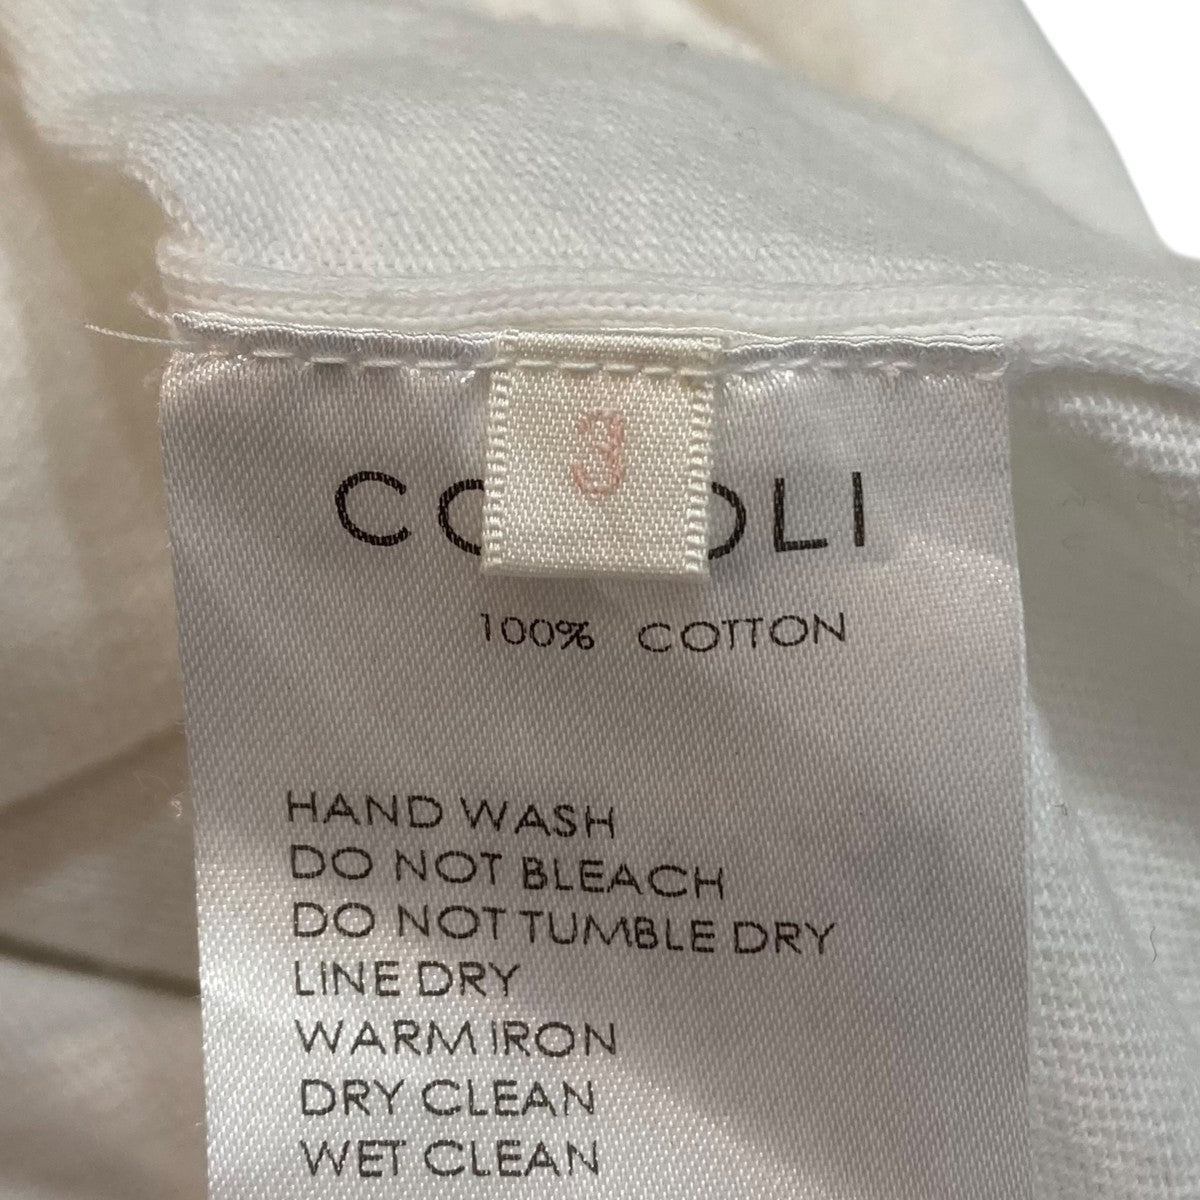 3
100% COTTON
HAND WASH
DO NOT BLEACH
DO NOT TUMBLE DRY
LINE DRY
WARM IRON
DRY CLEAN
WET CLEAN